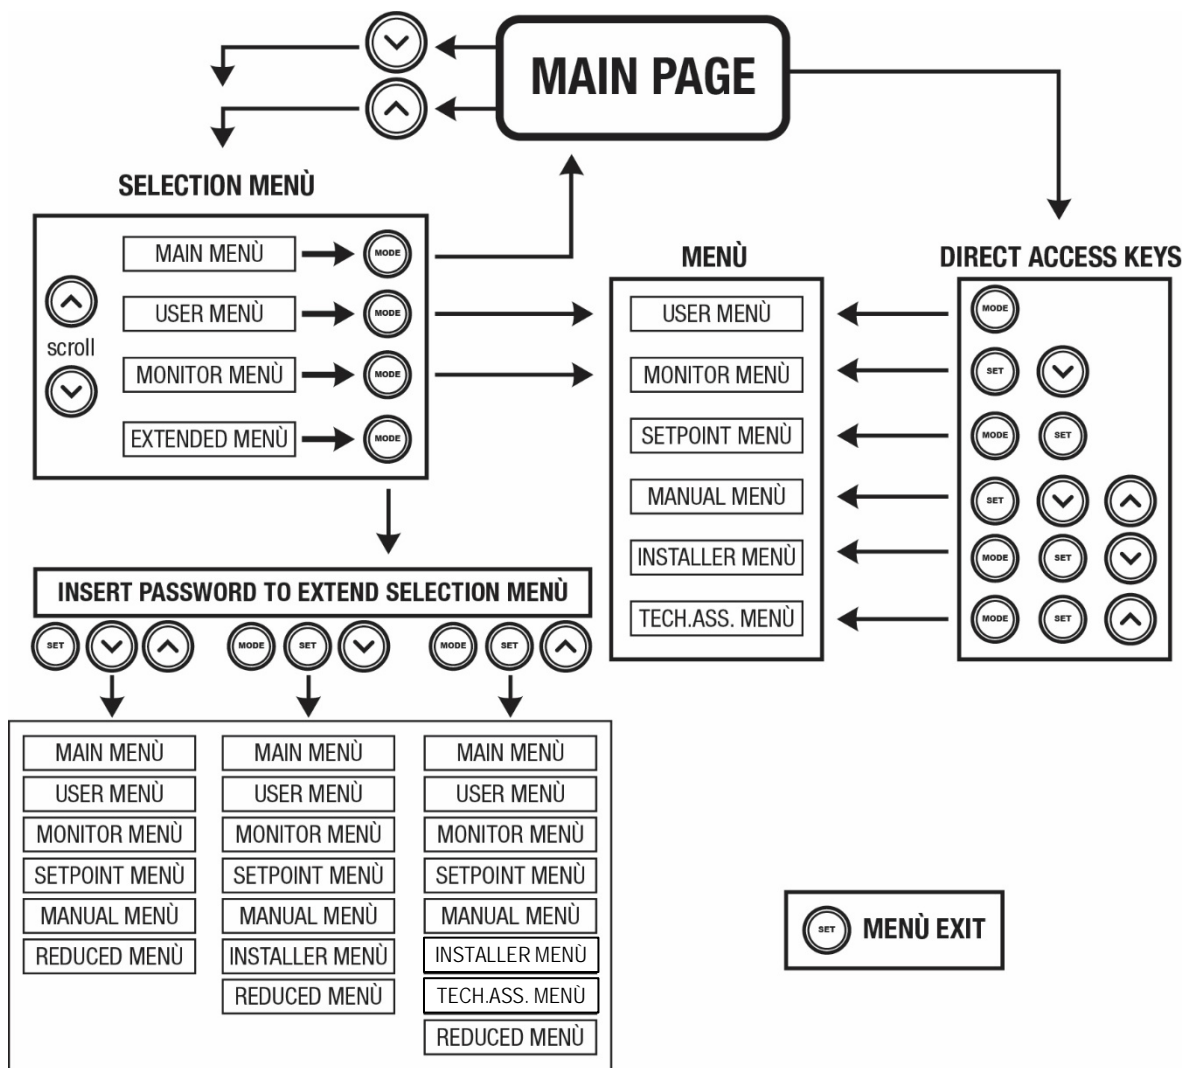 MAIN PAGE
SELECTION MENÙ
MAIN MENÙ MODE
USER MENÙ MODE
scroll
MONITOR MENÙ MODE
EXTENDED MENÙ MODE
MENÙ
USER MENÙ
MONITOR MENÙ
SETPOINT MENÙ
MANUAL MENÙ
INSTALLER MENÙ
TECH.ASS. MENÙ
DIRECT ACCESS KEYS
MODE
SET
MODE SET
SET
MODE SET
MODE SET
INSERT PASSWORD TO EXTEND SELECTION MENÙ
SET
MODE SET
MODE SET
MAIN MENÙ
USER MENÙ
MONITOR MENÙ
SETPOINT MENÙ
MANUAL MENÙ
REDUCED MENÙ
MAIN MENÙ
USER MENÙ
MONITOR MENÙ
SETPOINT MENÙ
MANUAL MENÙ
INSTALLER MENÙ
REDUCED MENÙ
MAIN MENÙ
USER MENÙ
MONITOR MENÙ
SETPOINT MENÙ
MANUAL MENÙ
INSTALLER MENÙ
TECH.ASS. MENÙ
REDUCED MENÙ
SET MENÙ EXIT